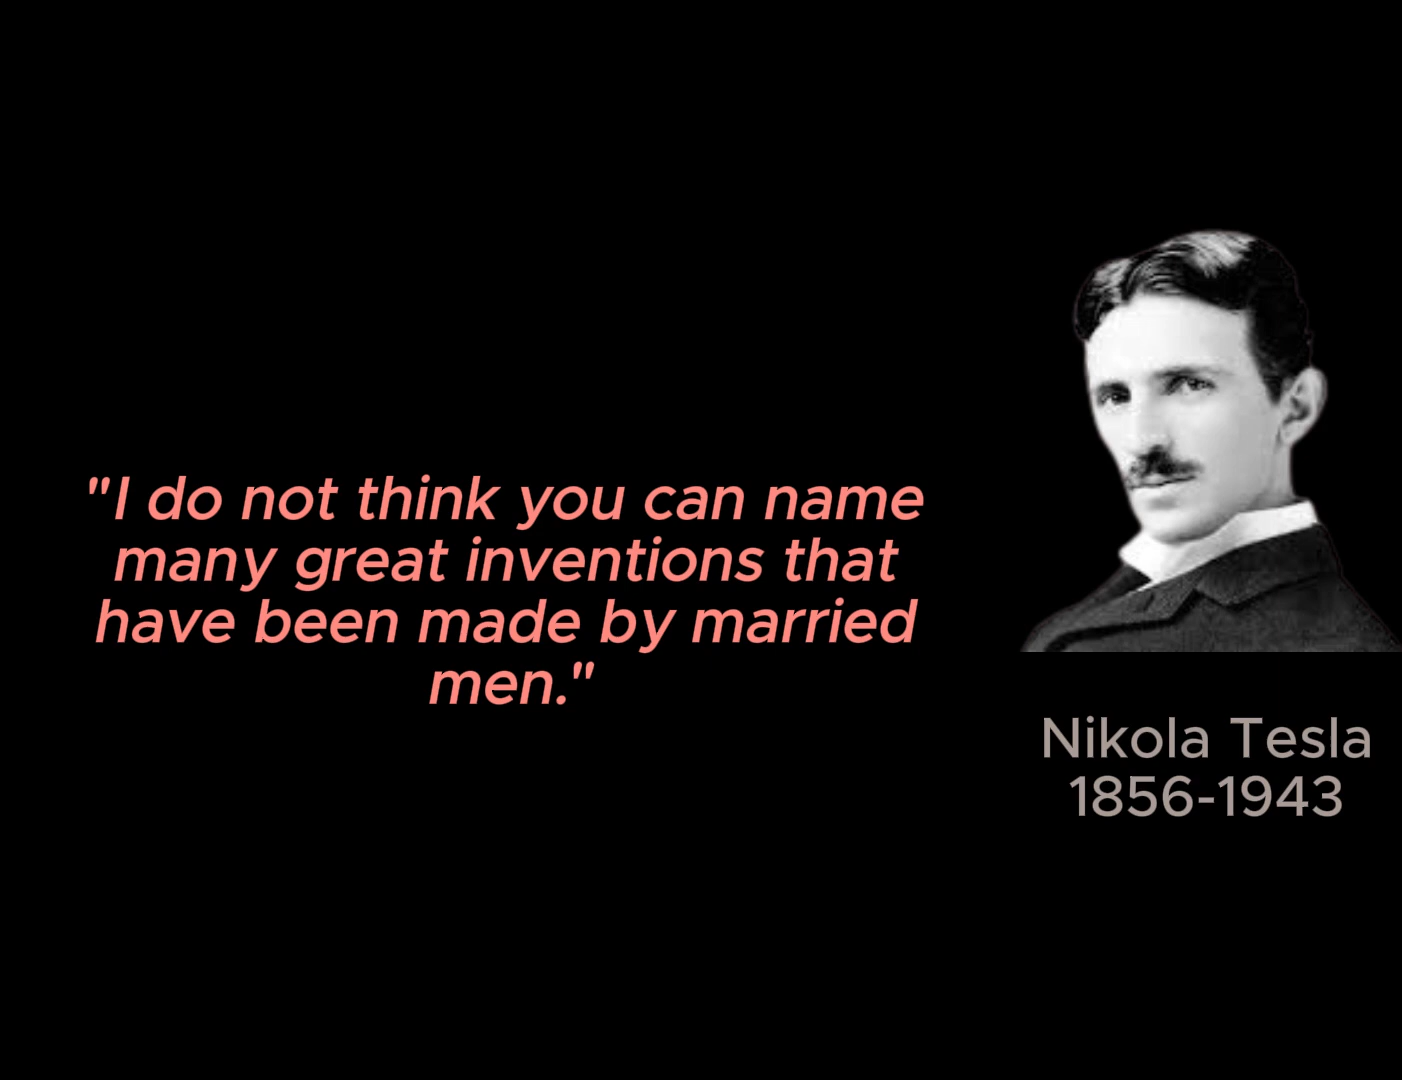 "I do not think you can name
many great inventions that
have been made by married
men."
Nikola Tesla
1856-1943